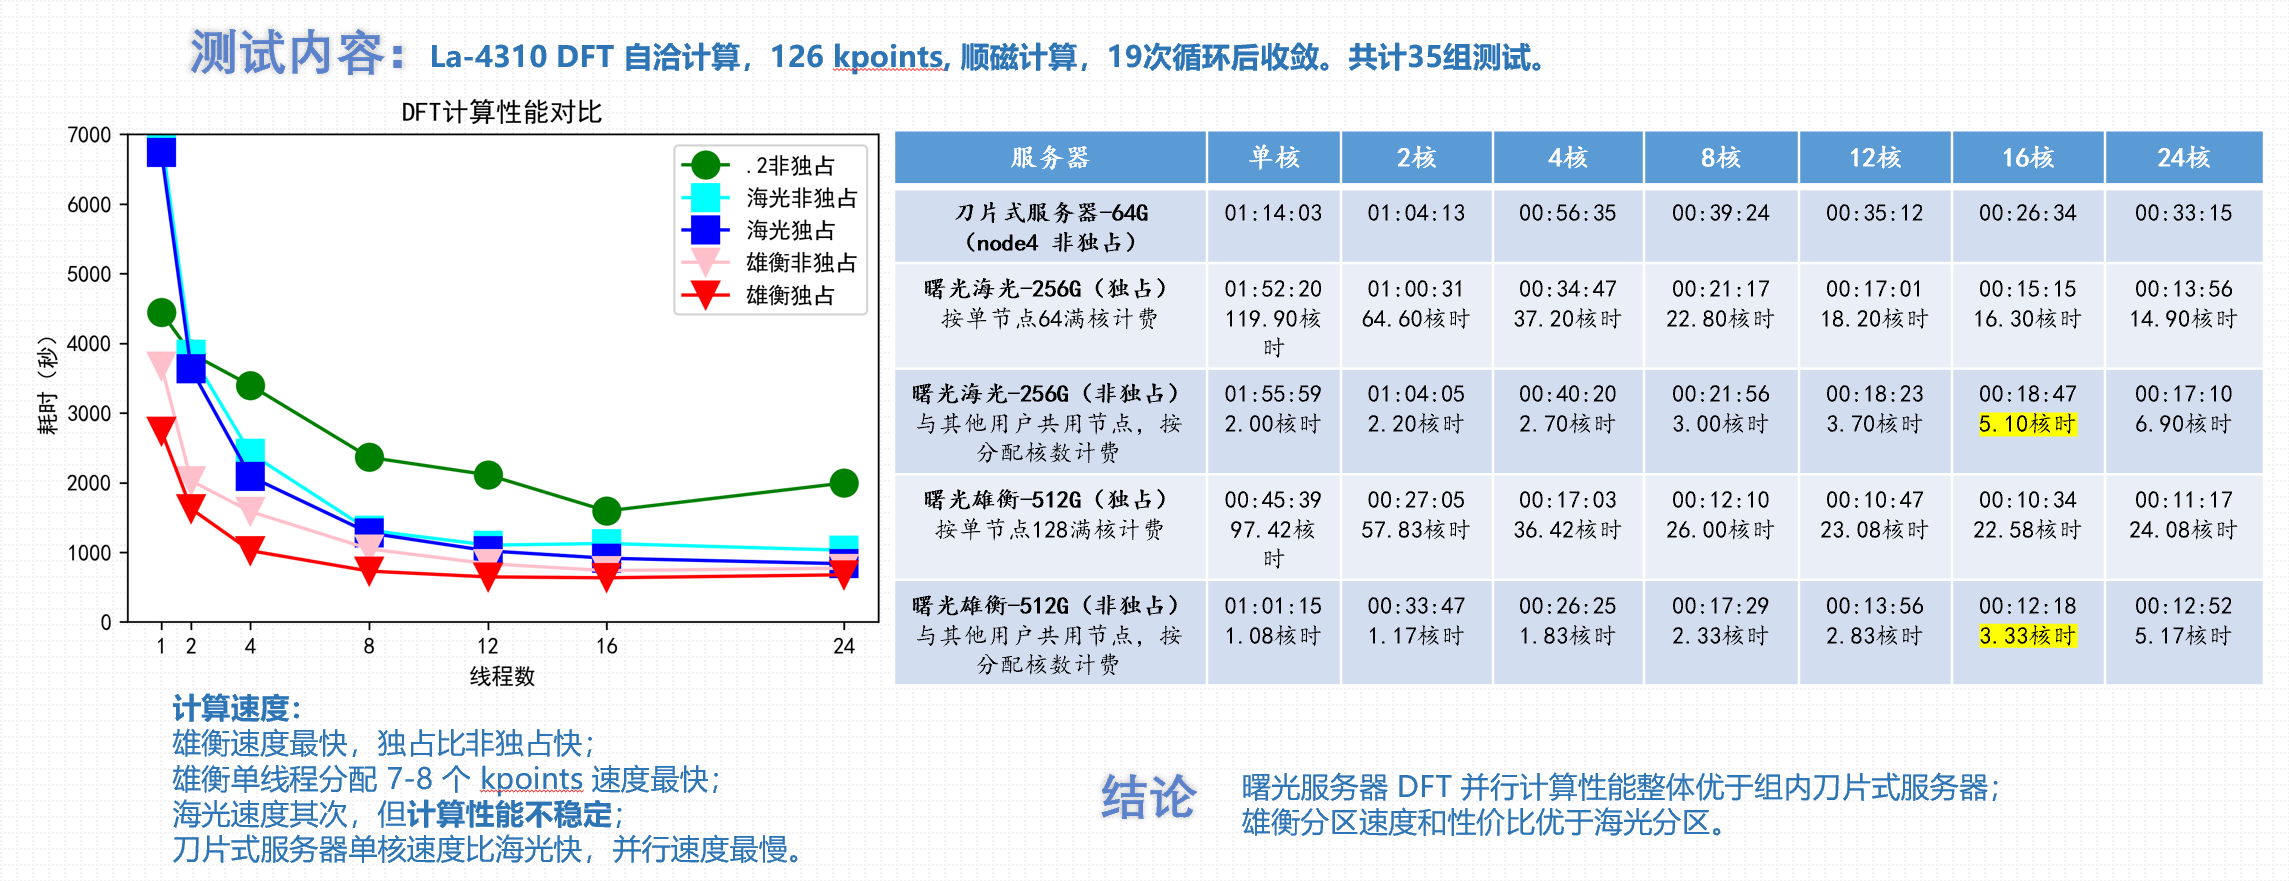 测试内容：La-4310 DFT 自洽计算，126 kpoints, 顺磁计算，19次循环后收敛。共计35组测试。
DFT计算性能对比
7000
6000
5000
4000
3000
2000
1000
0
耗时（秒）
1 2 4 8 12 16 24
线程数
.2非独占
海光非独占
海光独占
雄衡非独占
雄衡独占
服务器 单核 2核 4核 8核 12核 16核 24核
刀片式服务器-64G 01:14:03 01:04:13 00:56:35 00:39:24 00:35:12 00:26:34 00:33:15
（node4 非独占）
曙光海光-256G（独占） 01:52:20 01:00:31 00:34:47 00:21:17 00:17:01 00:15:15 00:13:56
按单节点64满核计费 119.90核 64.60核时 37.20核时 22.80核时 18.20核时 16.30核时 14.90核时
时
曙光海光-256G（非独占） 01:55:59 01:04:05 00:40:20 00:21:56 00:18:23 00:18:47 00:17:10
与其他用户共用节点，按 2.00核时 2.20核时 2.70核时 3.00核时 3.70核时 5.10核时 6.90核时
分配核数计费
曙光雄衡-512G（独占） 00:45:39 00:27:05 00:17:03 00:12:10 00:10:47 00:10:34 00:11:17
按单节点128满核计费 97.42核 57.83核时 36.42核时 26.00核时 23.08核时 22.58核时 24.08核时
时
曙光雄衡-512G（非独占） 01:01:15 00:33:47 00:26:25 00:17:29 00:13:56 00:12:18 00:12:52
与其他用户共用节点，按 1.08核时 1.17核时 1.83核时 2.33核时 2.83核时 3.33核时 5.17核时
分配核数计费
计算速度：
雄衡速度最快，独占比非独占快；
雄衡单线程分配 7-8 个 kpoints 速度最快；
海光速度其次，但计算性能不稳定；
刀片式服务器单核速度比海光快，并行速度最慢。
结论
曙光服务器 DFT 并行计算性能整体优于组内刀片式服务器；
雄衡分区速度和性价比优于海光分区。